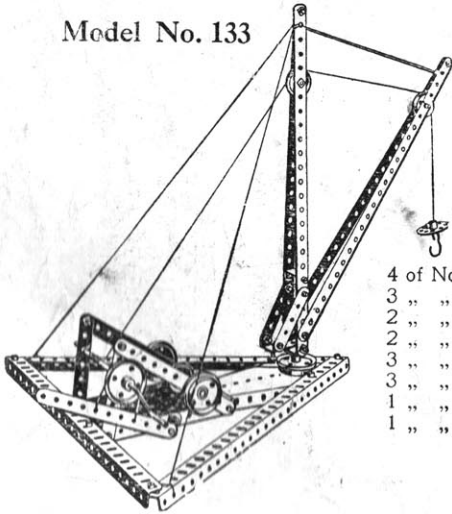 Model No. 133
4 of No
3 „ „
2 „ „
2 „ „
3 „ „
3 „ „
1 „ „
1 „ „